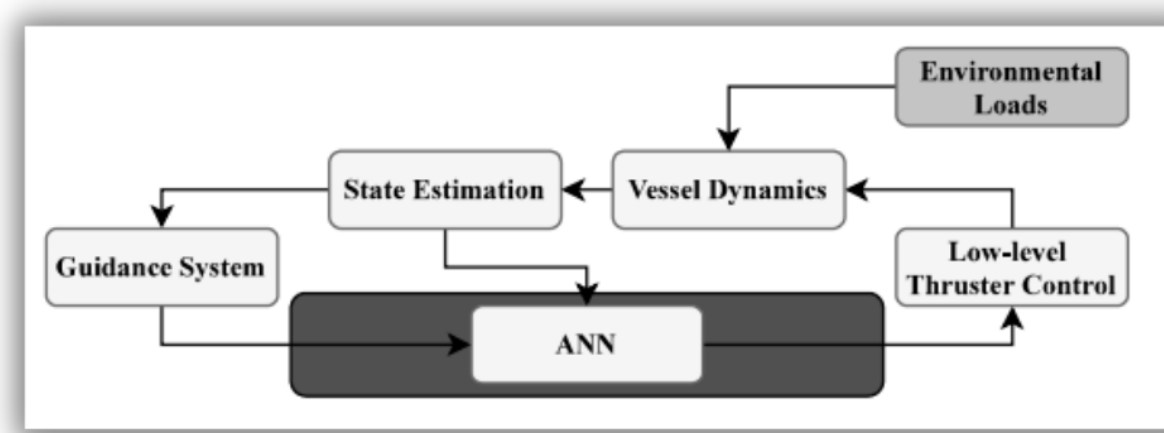 Environmental
Loads
State Estimation
Vessel Dynamics
Guidance System
Low-level
Thruster Control
ANN